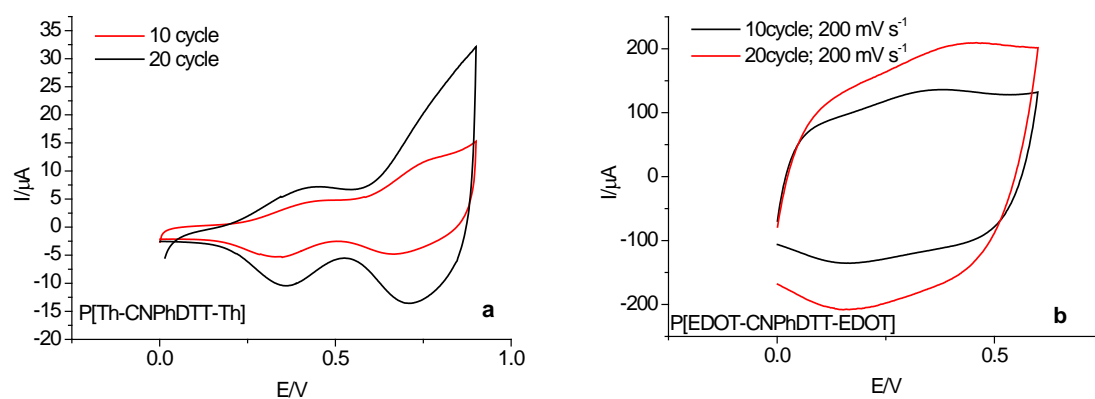 35
30
25
20
15
10
5
0
-5
-10
-15
-20
I/µA
10 cycle
20 cycle
P[Th-CNPhDTT-Th]
a
0.0
0.5
1.0
E/V
200
100
0
-100
-200
I/µA
10cycle; 200 mV s⁻¹
20cycle; 200 mV s⁻¹
P[EDOT-CNPhDTT-EDOT]
b
0.0
0.5
E/V